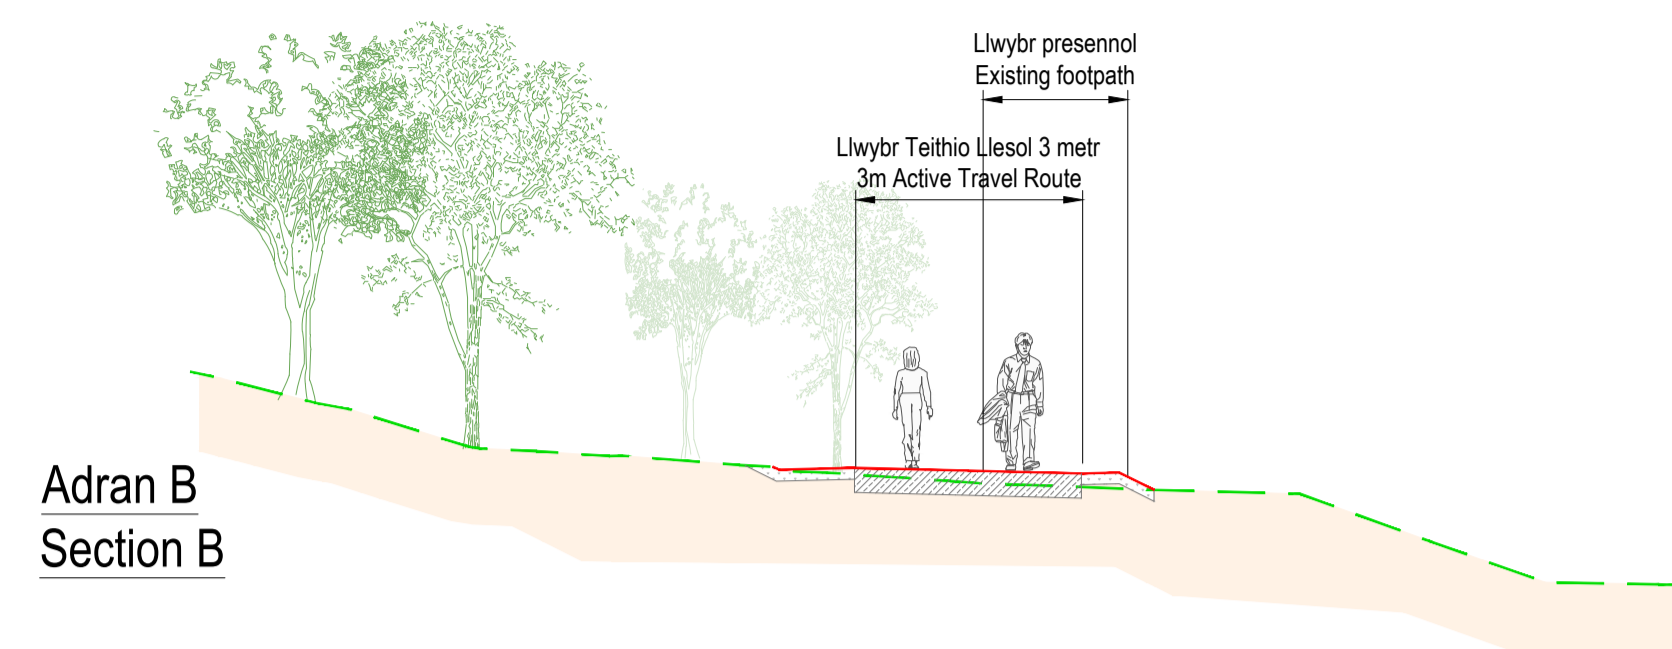 Llwybr presennol
Existing footpath
Llwybr Teithio Llesol 3 metr
3m Active Travel Route
Adran B
Section B